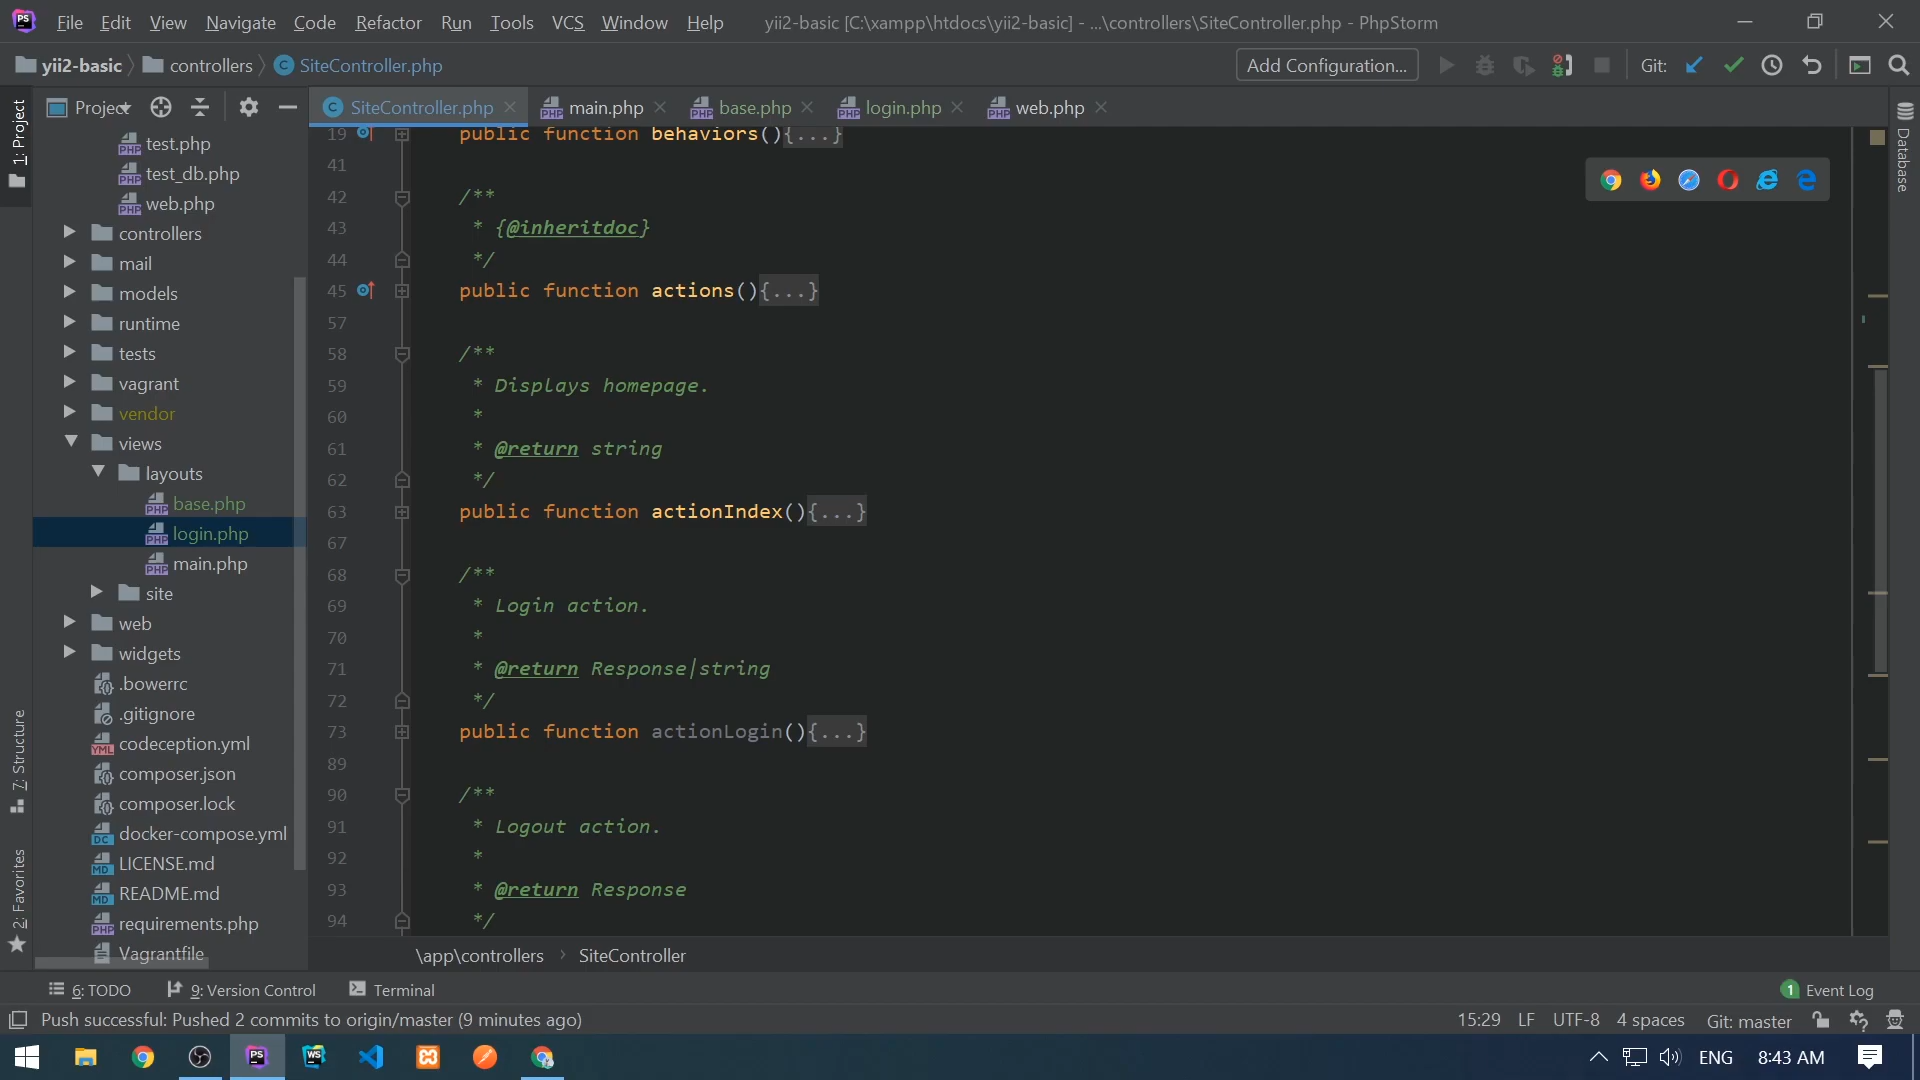 File Edit View Navigate Code Refactor Run Tools VCS Window Help yii2-basic [C:\xampp\htdocs\yii2-basic] - ...\controllers\SiteController.php - PhpStorm
yii2-basic controllers SiteController.php Add Configuration... Git:
Project SiteController.php main.php base.php login.php web.php
1: Project
7: Structure
2: Favorites
Database
test.php
test_db.php
web.php
controllers
mail
models
runtime
tests
vagrant
vendor
views
layouts
base.php
login.php
main.php
site
web
widgets
.bowerrc
.gitignore
codeception.yml
composer.json
composer.lock
docker-compose.yml
LICENSE.md
README.md
requirements.php
Vagrantfile
19 public function behaviors(){...}
41
42 /**
43 * {@inheritdoc}
44 */
45 public function actions(){...}
57
58 /**
59 * Displays homepage.
60 *
61 * @return string
62 */
63 public function actionIndex(){...}
67
68 /**
69 * Login action.
70 *
71 * @return Response|string
72 */
73 public function actionLogin(){...}
89
90 /**
91 * Logout action.
92 *
93 * @return Response
94 */
\app\controllers › SiteController
6: TODO 9: Version Control Terminal 1 Event Log
Push successful: Pushed 2 commits to origin/master (9 minutes ago) 15:29 LF UTF-8 4 spaces Git: master
ENG 8:43 AM